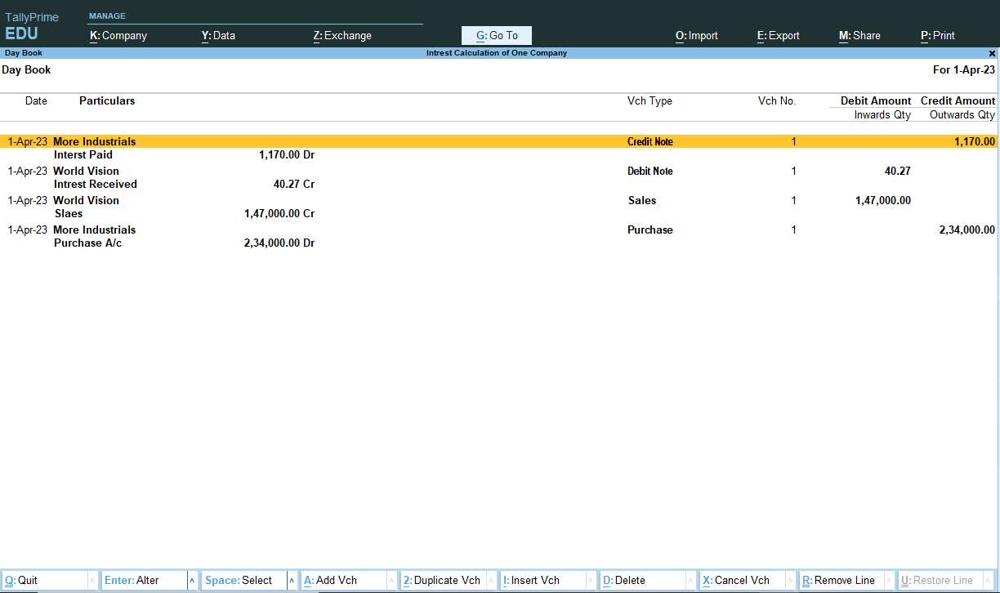 TallyPrime MANAGE
EDU K: Company Y: Data Z: Exchange G: Go To O: Import E: Export M: Share P: Print
Day Book Intrest Calculation of One Company ×
Day Book For 1-Apr-23
Date Particulars Vch Type Vch No. Debit Amount Credit Amount
Inwards Qty Outwards Qty
1-Apr-23 More Industrials Credit Note 1 1,170.00
Interst Paid 1,170.00 Dr
1-Apr-23 World Vision Debit Note 1 40.27
Intrest Received 40.27 Cr
1-Apr-23 World Vision Sales 1 1,47,000.00
Slaes 1,47,000.00 Cr
1-Apr-23 More Industrials Purchase 1 2,34,000.00
Purchase A/c 2,34,000.00 Dr
Q: Quit Enter: Alter Space: Select A: Add Vch 2: Duplicate Vch I: Insert Vch D: Delete X: Cancel Vch R: Remove Line U: Restore Line